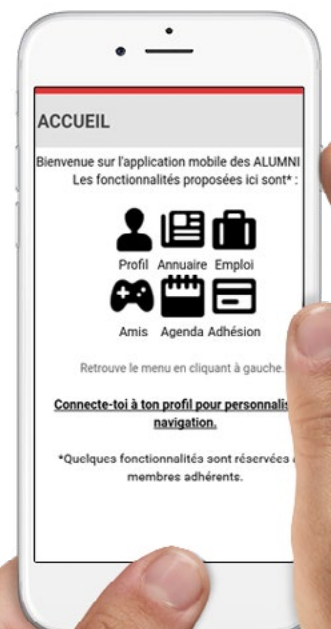 ACCUEIL
Bienvenue sur l'application mobile des ALUMNI
Les fonctionnalités proposées ici sont* :
Profil Annuaire Emploi
Amis Agenda Adhésion
Retrouve le menu en cliquant à gauche.
Connecte-toi à ton profil pour personnalis
navigation.
*Quelques fonctionnalités sont réservées
membres adhérents.